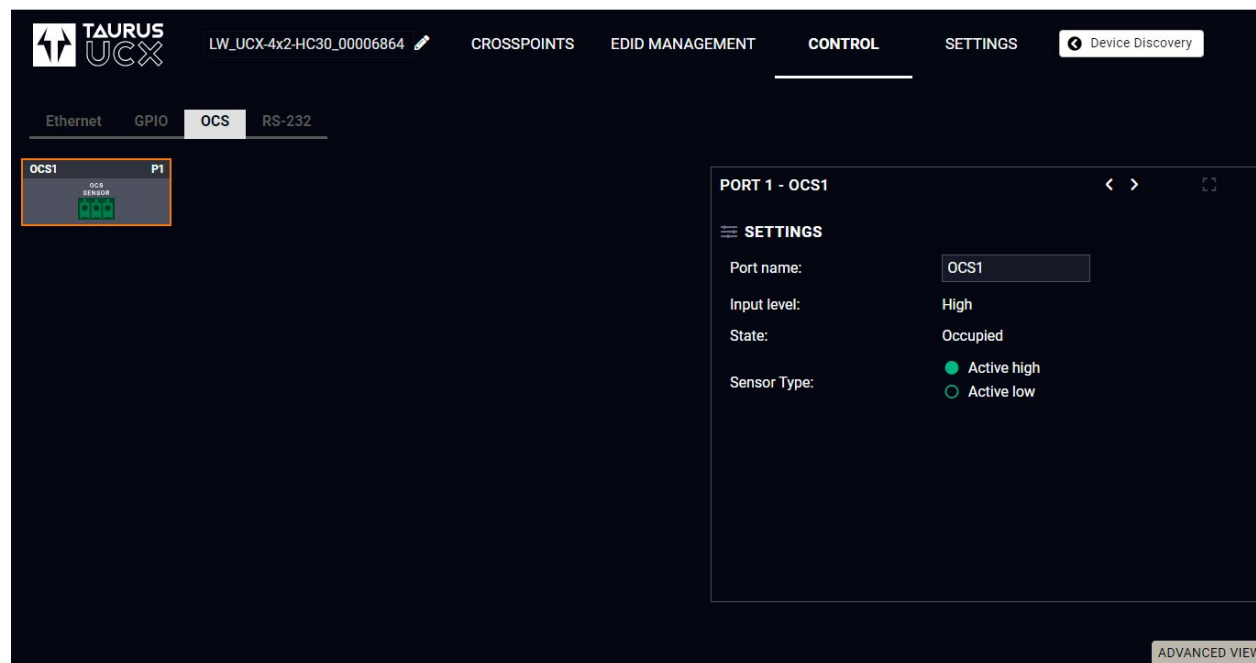 TAURUS
UCX
LW_UCX-4x2-HC30_00006864
CROSSPOINTS
EDID MANAGEMENT
CONTROL
SETTINGS
Device Discovery
Ethernet
GPIO
OCS
RS-232
OCS1 P1
OCS
SENSOR
PORT 1 - OCS1
SETTINGS
Port name: OCS1
Input level: High
State: Occupied
Sensor Type: Active high
Active low
ADVANCED VIEW